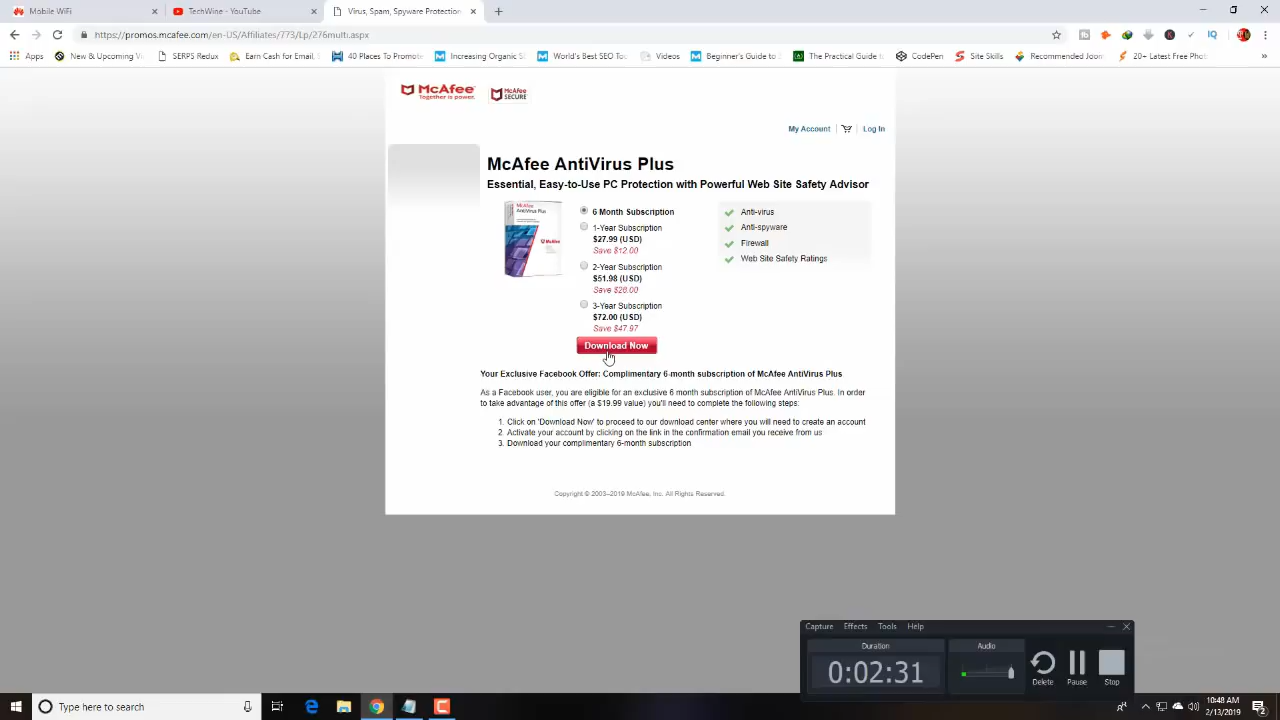 Mobile WiFi
TechWine - YouTube
Virus, Spam, Spyware Protection
https://promos.mcafee.com/en-US/Affiliates/773/Lp/276multi.aspx
Apps
New & Upcoming Vi
SERPS Redux
Earn Cash for Email S
40 Places To Promote
Increasing Organic S
World's Best SEO Too
Videos
Beginner's Guide to S
The Practical Guide
CodePen
Site Skills
Recommended Jour
20+ Latest Free Phot
McAfee
Together is power.
McAfee
SECURE
My Account
Log In
McAfee AntiVirus Plus
Essential, Easy-to-Use PC Protection with Powerful Web Site Safety Advisor
McAfee
AntiVirus Plus
McAfee
6 Month Subscription
1-Year Subscription
$27.99 (USD)
Save $12.00
2-Year Subscription
$51.98 (USD)
Save $28.00
3-Year Subscription
$72.00 (USD)
Save $47.97
Anti-virus
Anti-spyware
Firewall
Web Site Safety Ratings
Download Now
Your Exclusive Facebook Offer: Complimentary 6-month subscription of McAfee AntiVirus Plus
As a Facebook user, you are eligible for an exclusive 6 month subscription of McAfee AntiVirus Plus. In order
to take advantage of this offer (a $19.99 value) you'll need to complete the following steps:
1. Click on 'Download Now' to proceed to our download center where you will need to create an account
2. Activate your account by clicking on the link in the confirmation email you receive from us
3. Download your complimentary 6-month subscription
Copyright © 2003–2019 McAfee, Inc. All Rights Reserved.
Capture Effects Tools Help
Duration
0:02:31
Audio
Delete
Pause
Stop
Type here to search
10:48 AM
2/13/2019